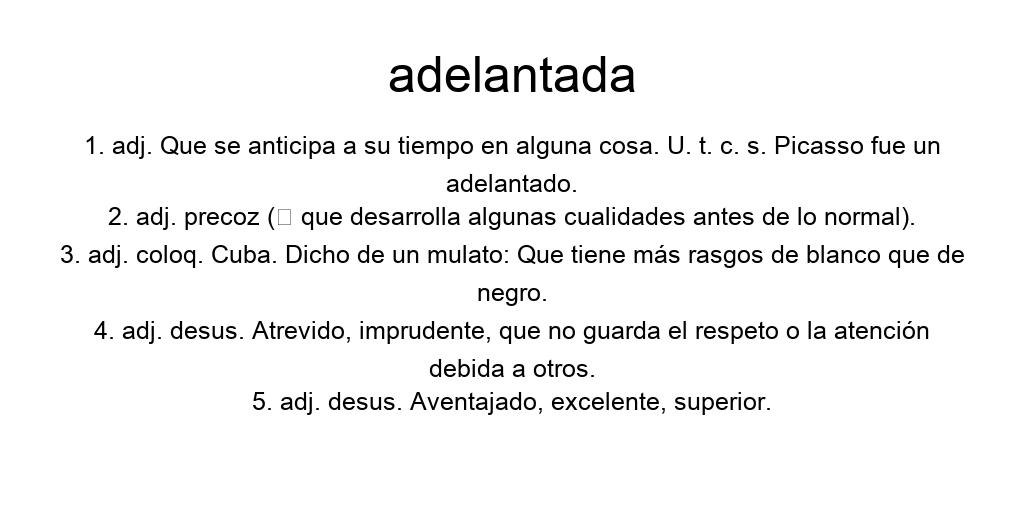 adelantada
1. adj. Que se anticipa a su tiempo en alguna cosa. U. t. c. s. Picasso fue un
adelantado.
2. adj. precoz (□ que desarrolla algunas cualidades antes de lo normal).
3. adj. coloq. Cuba. Dicho de un mulato: Que tiene más rasgos de blanco que de
negro.
4. adj. desus. Atrevido, imprudente, que no guarda el respeto o la atención
debida a otros.
5. adj. desus. Aventajado, excelente, superior.